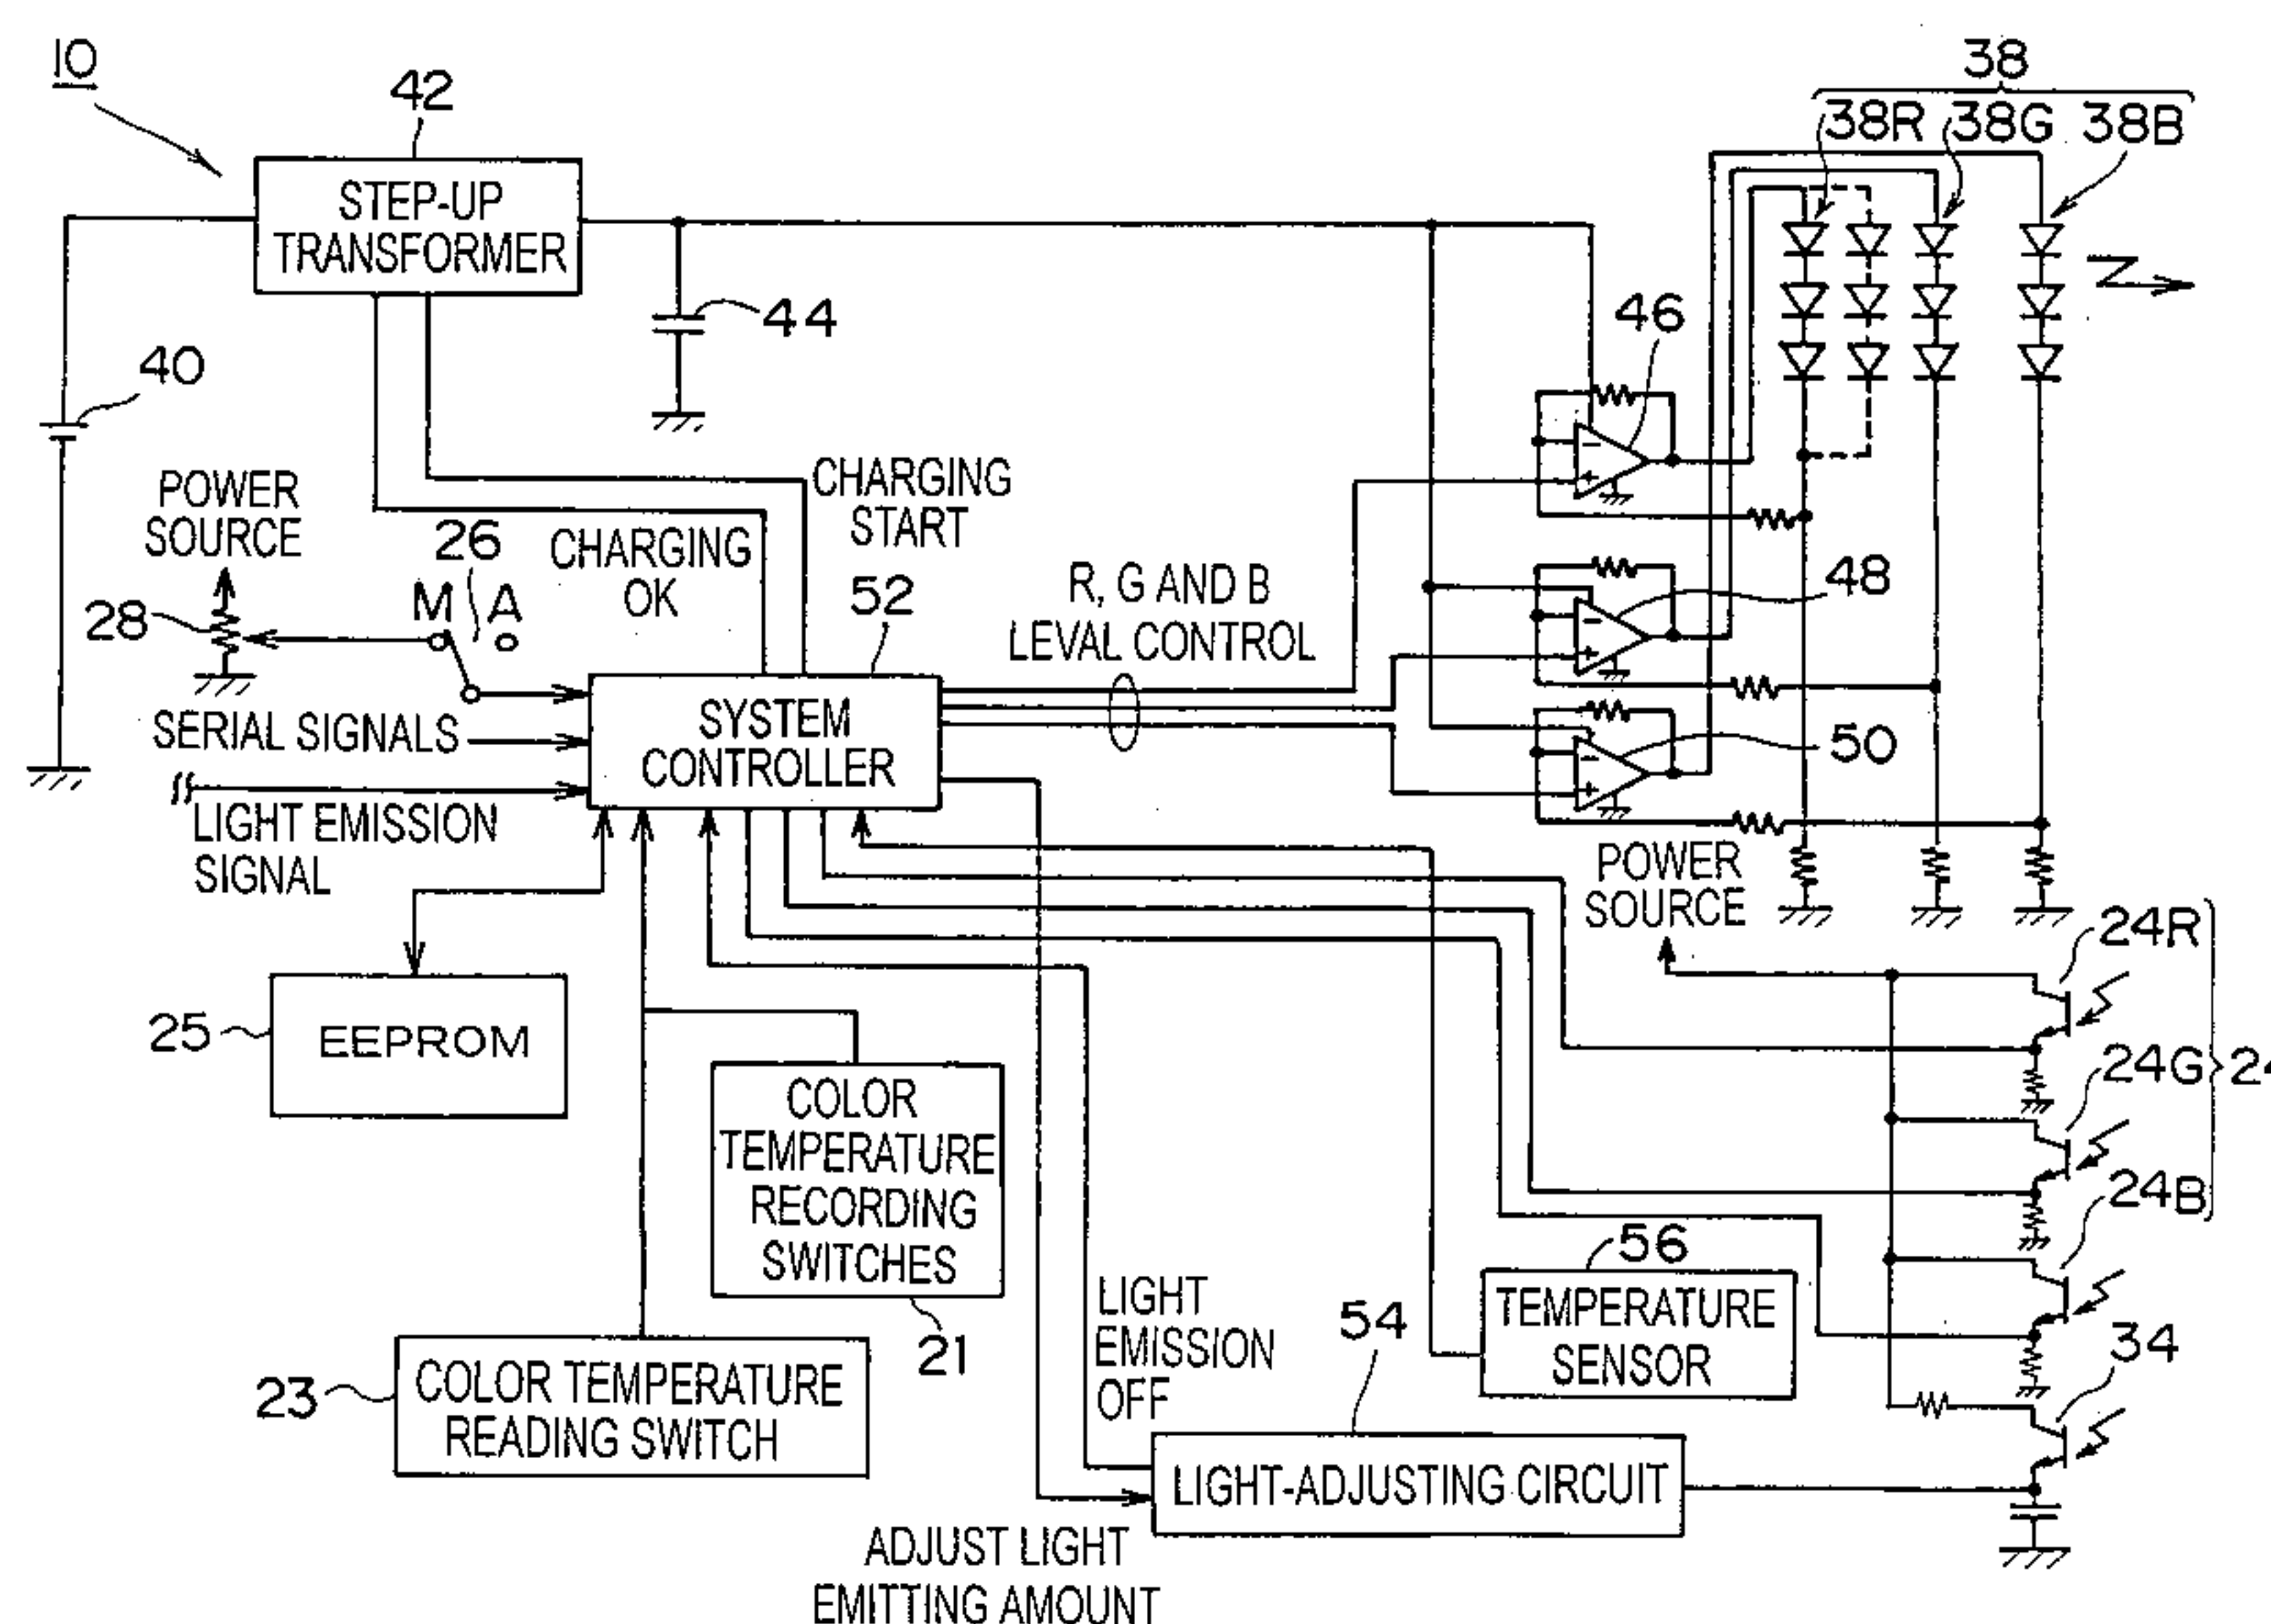 10
42
38
38R 38G 38B
STEP-UP
TRANSFORMER
44
46
40
POWER
SOURCE
CHARGING
START
26
CHARGING
OK
M A
28
52
R, G AND B
LEVAL CONTROL
48
SYSTEM
CONTROLLER
SERIAL SIGNALS
50
LIGHT EMISSION
SIGNAL
POWER
SOURCE
24R
25
EEPROM
24G
24
COLOR
TEMPERATURE
RECORDING
SWITCHES
24B
56
TEMPERATURE
SENSOR
LIGHT
EMISSION
OFF
54
34
21
23
COLOR TEMPERATURE
READING SWITCH
LIGHT-ADJUSTING CIRCUIT
ADJUST LIGHT
EMITTING AMOUNT